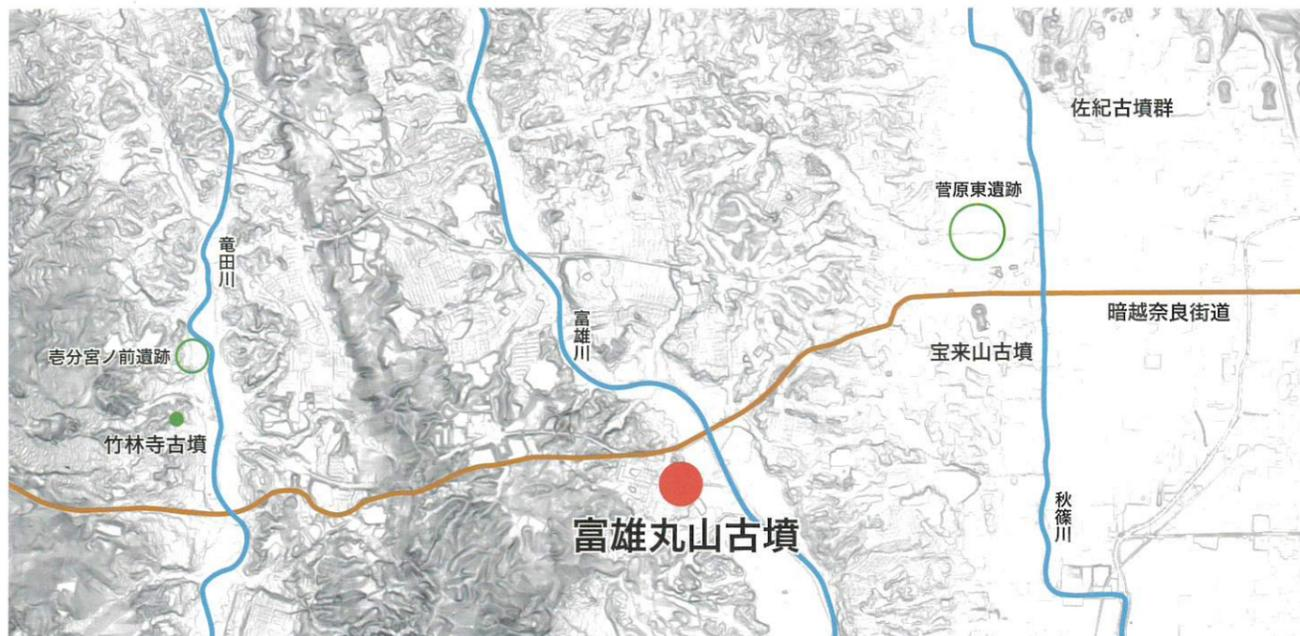 佐紀古墳群
菅原東遺跡
竜田川
暗越奈良街道
富雄川
宝来山古墳
壱分宮ノ前遺跡
竹林寺古墳
秋篠川
富雄丸山古墳